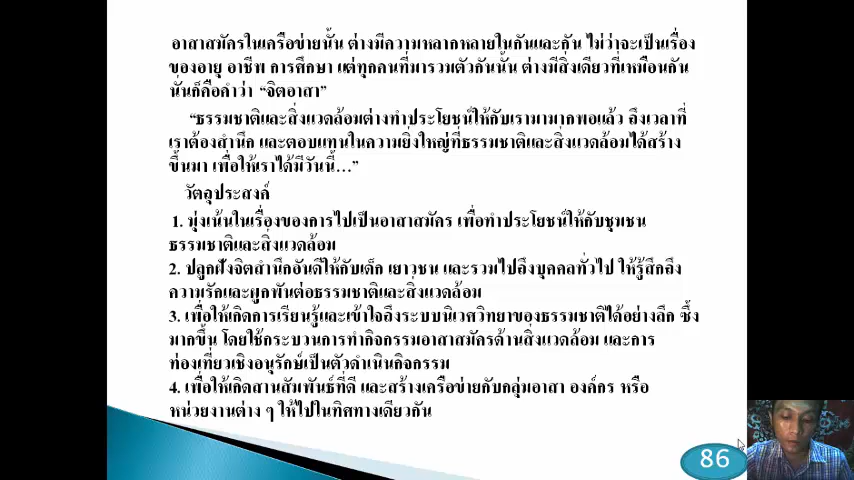 อาสาสมัครในเครือข่ายนั้น ต่างมีความหลากหลายในกันและกัน ไม่ว่าจะเป็นเรื่อง
ของอายุ อาชีพ การศึกษา แต่ทุกคนที่มารวมตัวกันนั้น ต่างมีสิ่งเดียวที่เหมือนกัน
นั่นก็คือคำว่า “จิตอาสา”
“ธรรมชาติและสิ่งแวดล้อมต่างทำประโยชน์ให้กับเรามามากพอแล้ว ถึงเวลาที่
เราต้องสำนึก และตอบแทนในความยิ่งใหญ่ที่ธรรมชาติและสิ่งแวดล้อมได้สร้าง
ขึ้นมา เพื่อให้เราได้มีวันนี้…”
วัตถุประสงค์
1. มุ่งเน้นในเรื่องของการไปเป็นอาสาสมัคร เพื่อทำประโยชน์ให้กับชุมชน
ธรรมชาติและสิ่งแวดล้อม
2. ปลูกฝังจิตสำนึกอันดีให้กับเด็ก เยาวชน และรวมไปถึงบุคคลทั่วไป ให้รู้สึกถึง
ความรักและผูกพันต่อธรรมชาติและสิ่งแวดล้อม
3. เพื่อให้เกิดการเรียนรู้และเข้าใจถึงระบบนิเวศวิทยาของธรรมชาติได้อย่างลึก ซึ้ง
มากขึ้น โดยใช้กระบวนการทำกิจกรรมอาสาสมัครด้านสิ่งแวดล้อม และการ
ท่องเที่ยวเชิงอนุรักษ์เป็นตัวดำเนินกิจกรรม
4. เพื่อให้เกิดสานสัมพันธ์ที่ดี และสร้างเครือข่ายกับกลุ่มอาสา องค์กร หรือ
หน่วยงานต่าง ๆ ให้ไปในทิศทางเดียวกัน
86